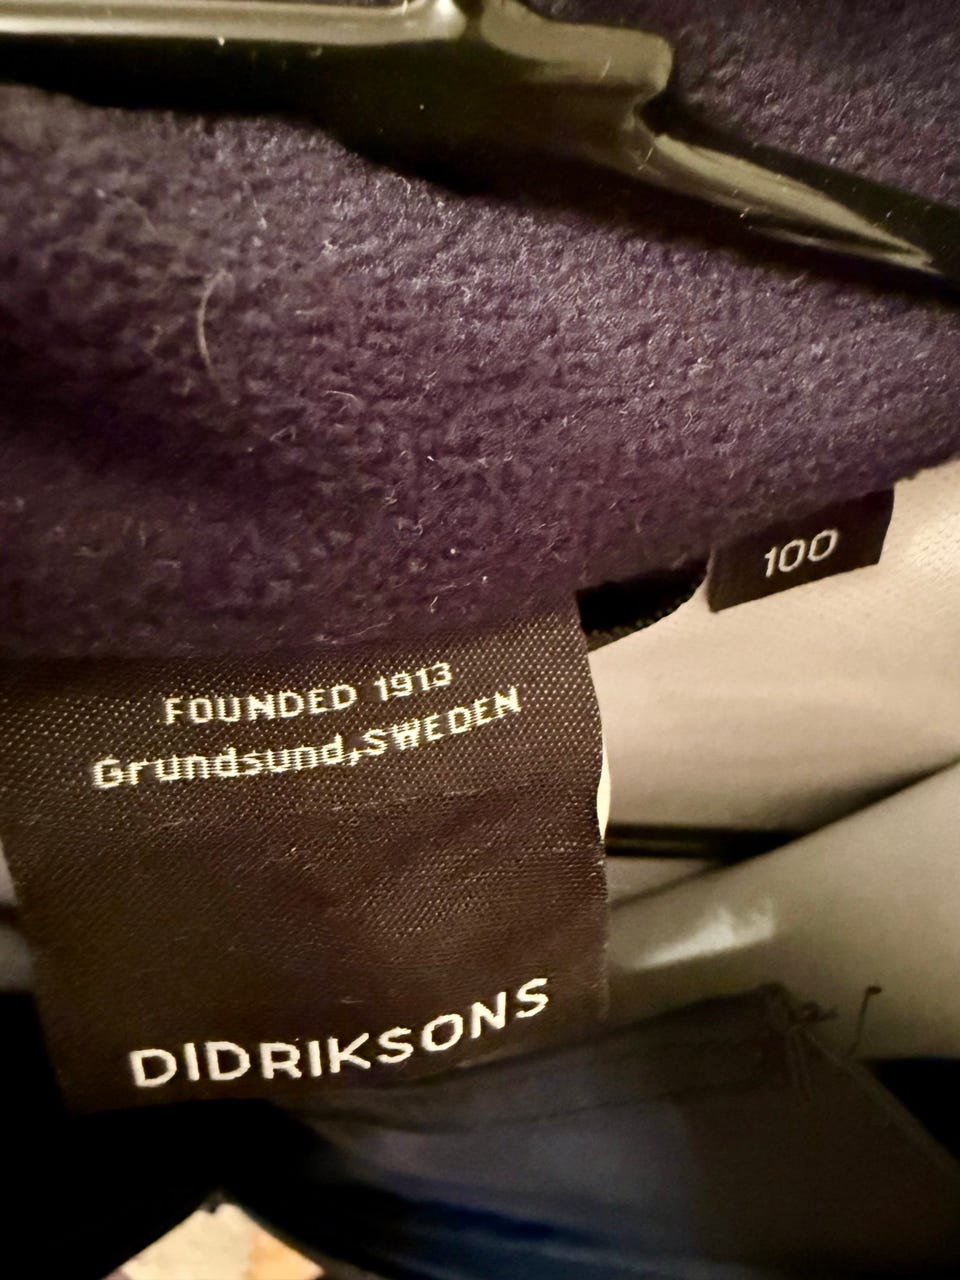 100
FOUNDED 1913
Grundsund,SWEDEN
DIDRIKSONS